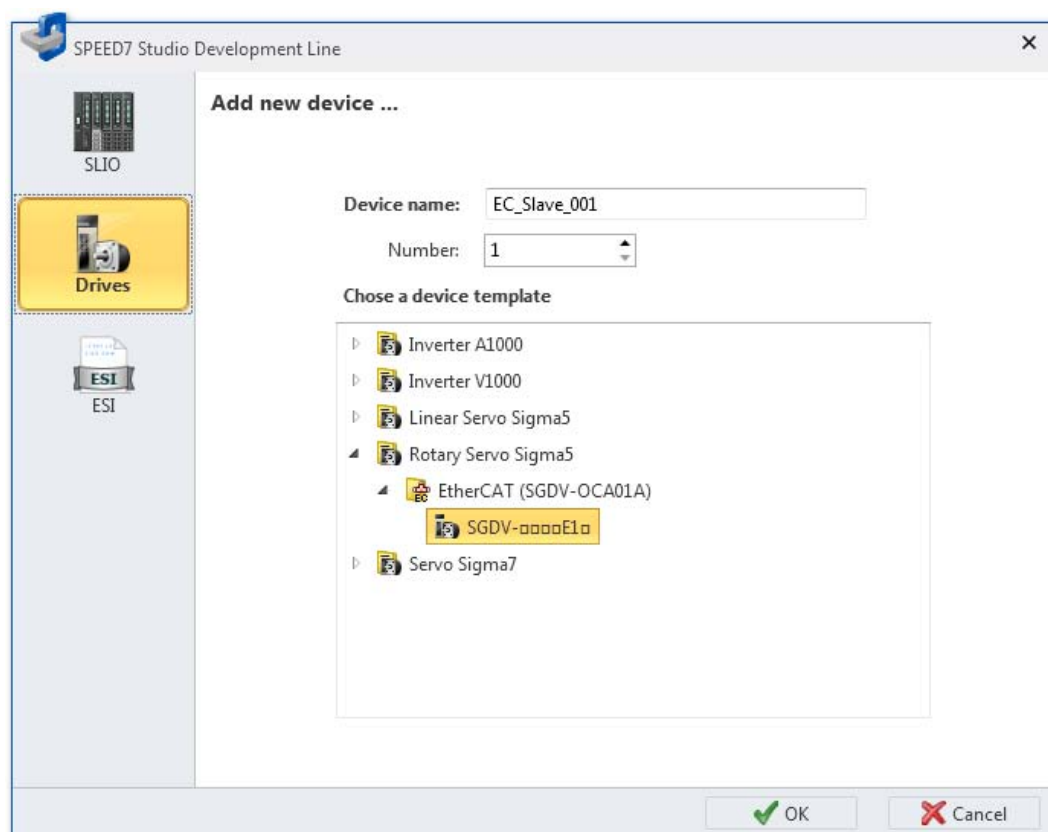 SPEED7 Studio Development Line
SLIO
Drives
ESI
ESI
Add new device ...
Device name: EC_Slave_001
Number: 1
Chose a device template
Inverter A1000
Inverter V1000
Linear Servo Sigma5
Rotary Servo Sigma5
EtherCAT (SGDV-OCA01A)
SGDV-□□□□E1□
Servo Sigma7
OK
Cancel